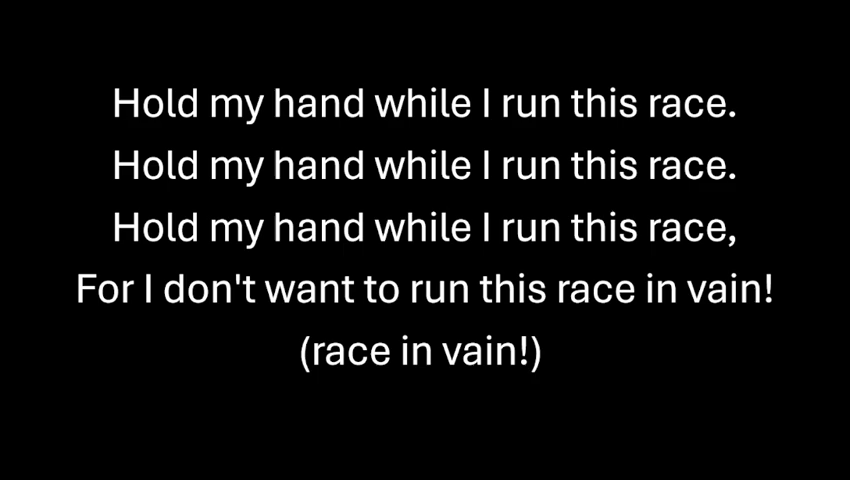 Hold my hand while I run this race.
Hold my hand while I run this race.
Hold my hand while I run this race,
For I don't want to run this race in vain!
(race in vain!)